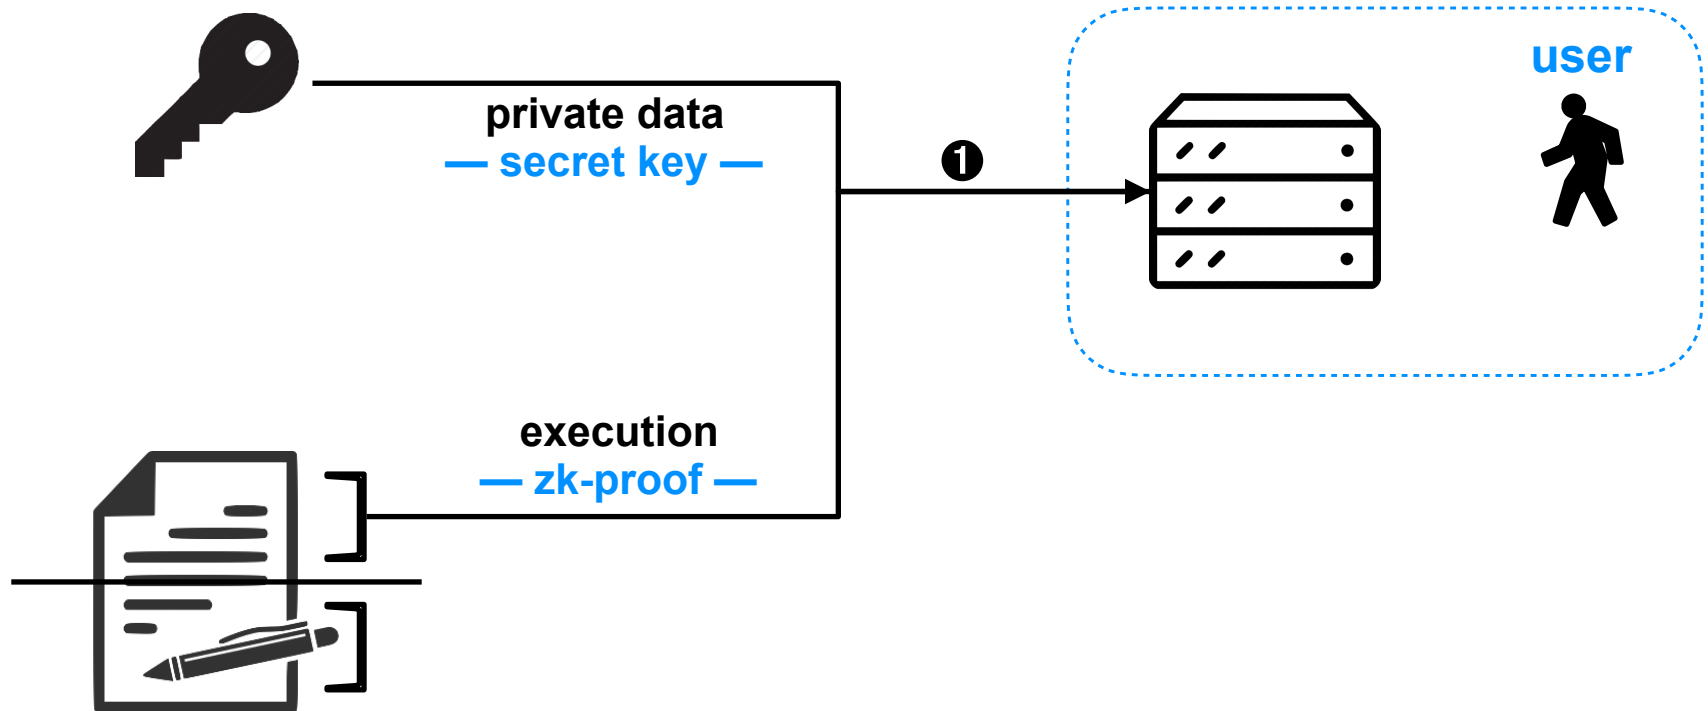 user
private data
— secret key —
❶
execution
— zk-proof —